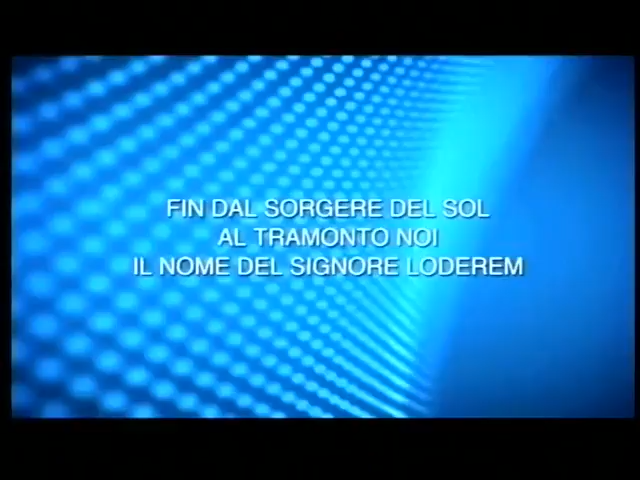 FIN DAL SORGERE DEL SOL
AL TRAMONTO NOI
IL NOME DEL SIGNORE LODEREM